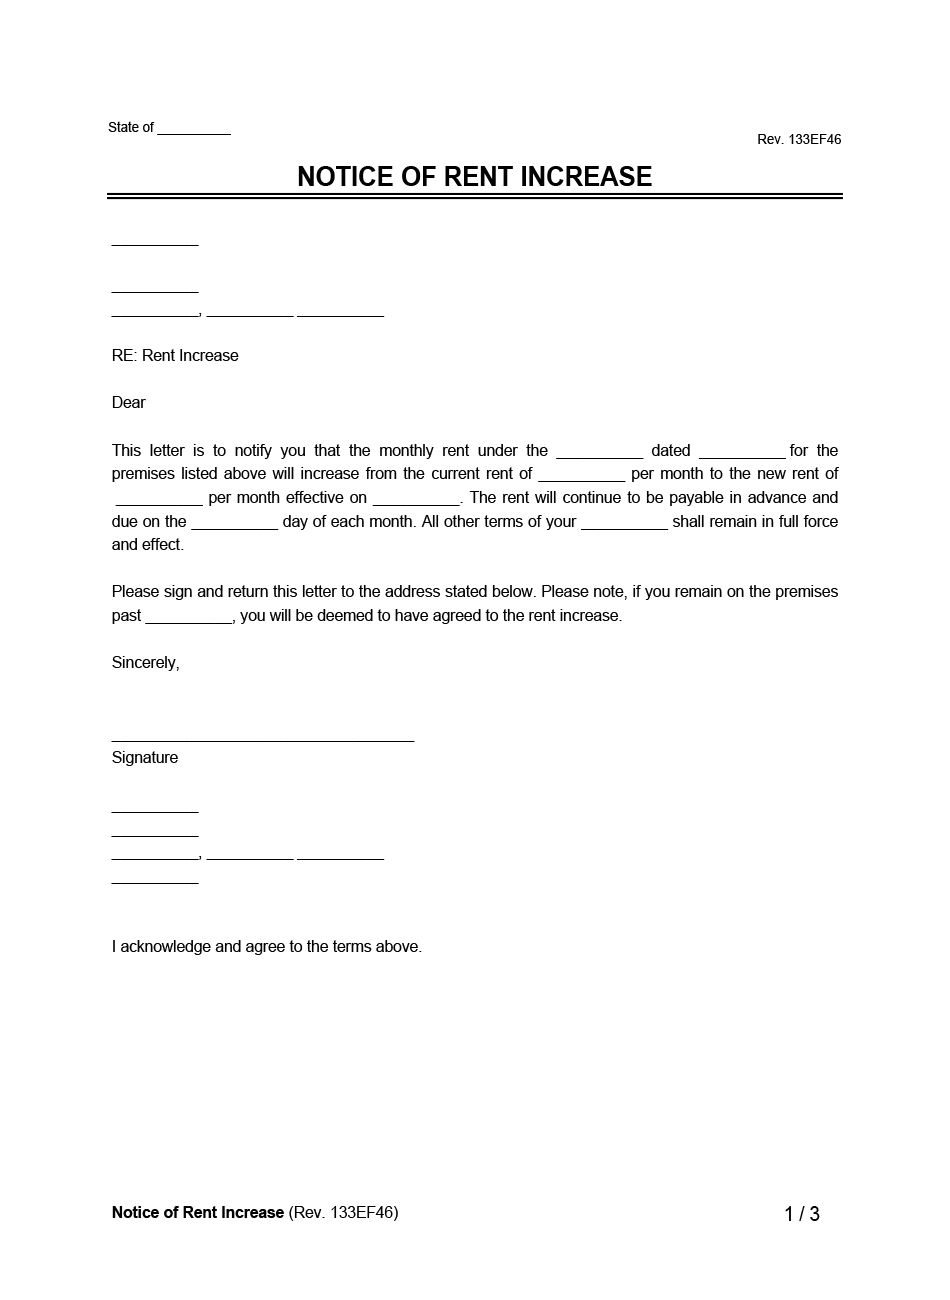 State of __________
Rev. 133EF46
NOTICE OF RENT INCREASE
__________
__________
__________, __________ __________
RE: Rent Increase
Dear
This letter is to notify you that the monthly rent under the __________ dated __________ for the
premises listed above will increase from the current rent of __________ per month to the new rent of
__________ per month effective on __________. The rent will continue to be payable in advance and
due on the __________ day of each month. All other terms of your __________ shall remain in full force
and effect.
Please sign and return this letter to the address stated below. Please note, if you remain on the premises
past __________, you will be deemed to have agreed to the rent increase.
Sincerely,
___________________________________
Signature
__________
__________
__________, __________ __________
__________
I acknowledge and agree to the terms above.
Notice of Rent Increase (Rev. 133EF46)
1 / 3